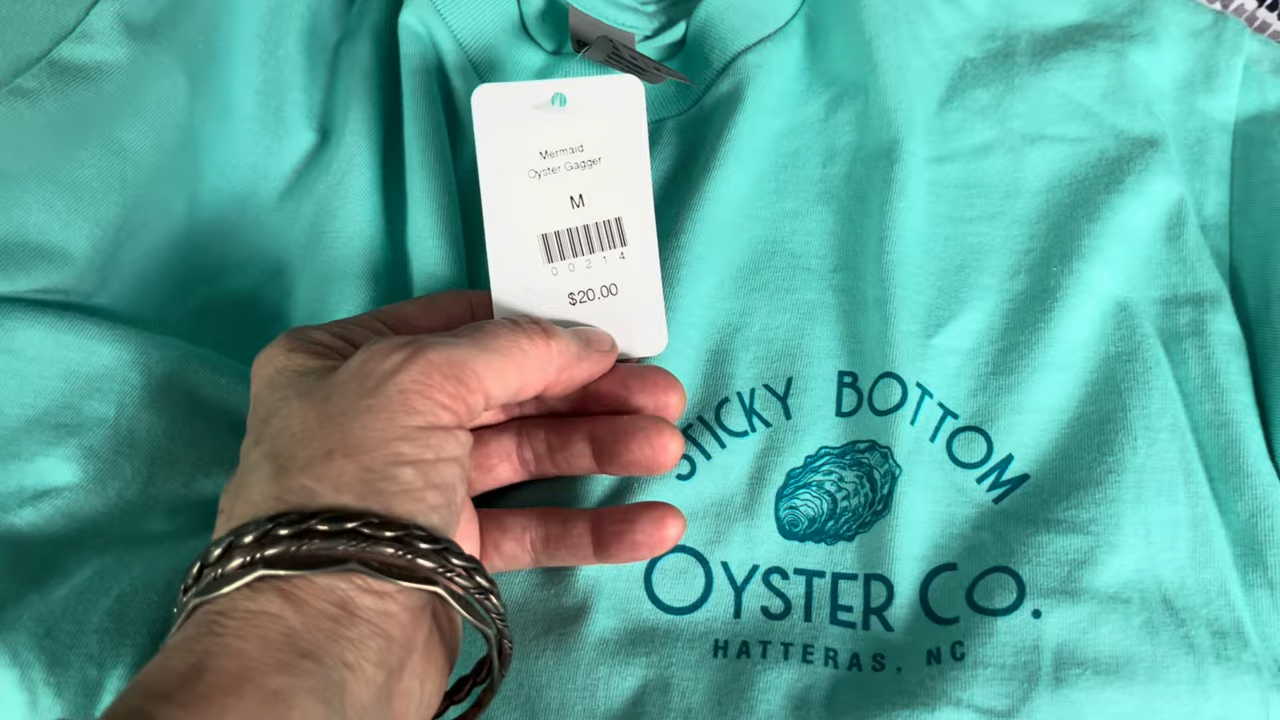 Mermaid
Oyster Gagger
M
00214
$20.00
STICKY BOTTOM
OYSTER CO.
HATTERAS, NC